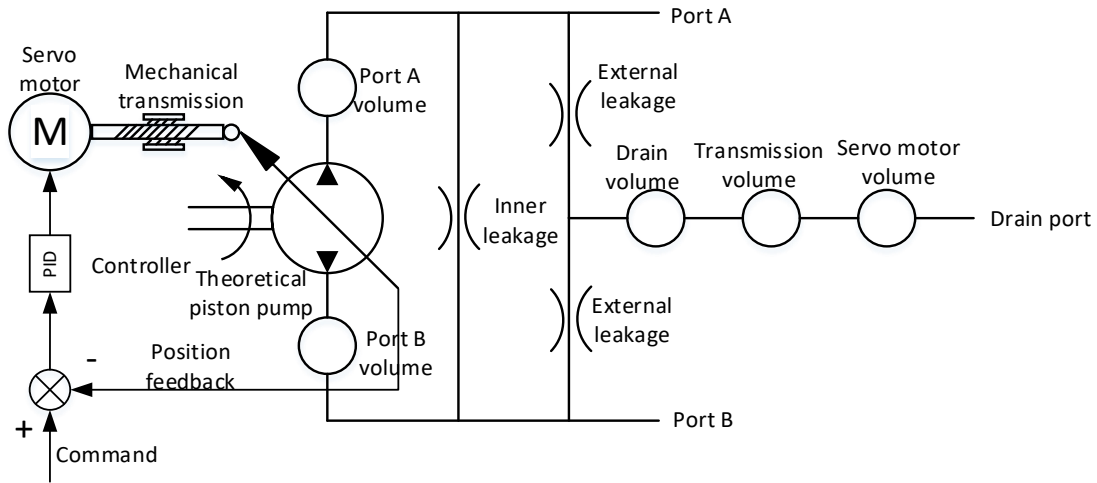 Port A
Servo
motor
Mechanical
transmission
Port A
volume
External
leakage
M
Drain
volume
Transmission
volume
Servo motor
volume
Inner
leakage
Drain port
PID
Controller
Theoretical
piston pump
External
leakage
Port B
volume
Position
feedback
-
+
Port B
Command